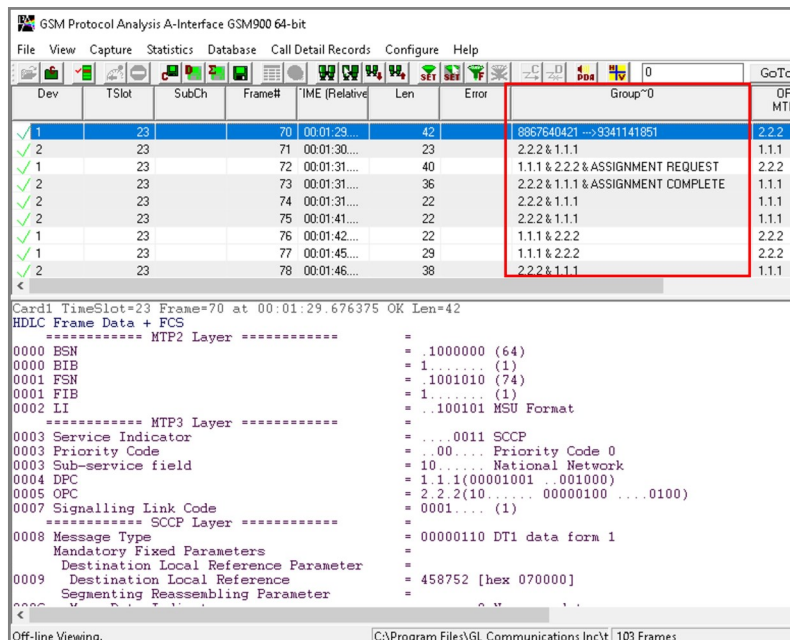 GSM Protocol Analysis A-Interface GSM900 64-bit
File View Capture Statistics Database Call Detail Records Configure Help
SET SET PDA 0 GoTo
Dev TSlot SubCh Frame# TIME (Relative Len Error Group~0 OP
MT
1 23 70 00:01:29.... 42 8867640421 --->9341141851 2.2.2
2 23 71 00:01:30.... 23 2.2.2 & 1.1.1 1.1.1
1 23 72 00:01:31.... 40 1.1.1 & 2.2.2 & ASSIGNMENT REQUEST 2.2.2
2 23 73 00:01:31.... 36 2.2.2 & 1.1.1 & ASSIGNMENT COMPLETE 1.1.1
2 23 74 00:01:31.... 22 2.2.2 & 1.1.1 1.1.1
2 23 75 00:01:41.... 22 2.2.2 & 1.1.1 1.1.1
1 23 76 00:01:42.... 22 1.1.1 & 2.2.2 2.2.2
1 23 77 00:01:45.... 29 1.1.1 & 2.2.2 2.2.2
2 23 78 00:01:46.... 38 2.2.2 & 1.1.1 1.1.1
Card1 TimeSlot=23 Frame=70 at 00:01:29.676375 OK Len=42
HDLC Frame Data + FCS
============ MTP2 Layer ============ =
0000 BSN = .1000000 (64)
0000 BIB = 1....... (1)
0001 FSN = .1001010 (74)
0001 FIB = 1....... (1)
0002 LI = ..100101 MSU Format
============ MTP3 Layer ============ =
0003 Service Indicator = ....0011 SCCP
0003 Priority Code = ..00.... Priority Code 0
0003 Sub-service field = 10...... National Network
0004 DPC = 1.1.1(00001001 ..001000)
0005 OPC = 2.2.2(10...... 00000100 ....0100)
0007 Signalling Link Code = 0001.... (1)
============ SCCP Layer ============ =
0008 Message Type = 00000110 DT1 data form 1
Mandatory Fixed Parameters =
Destination Local Reference Parameter =
0009 Destination Local Reference = 458752 [hex 070000]
Segmenting Reassembling Parameter =
Off-line Viewing. C:\Program Files\GL Communications Inc\t 103 Frames